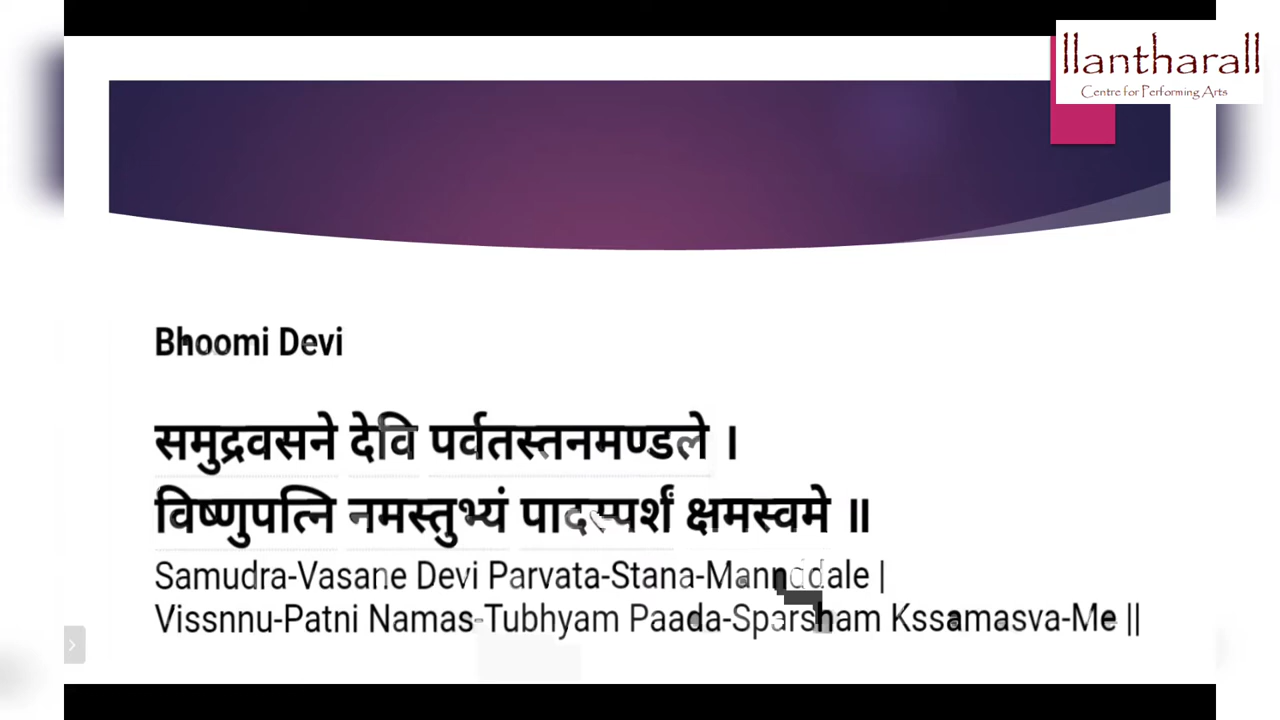 llantharall
Centre for Performing Arts
Bhoomi Devi
समुद्रवसने देवि पर्वतस्तनमण्डले ।
विष्णुपत्नि नमस्तुभ्यं पादस्पर्शं क्षमस्वमे ॥
Samudra-Vasane Devi Parvata-Stana-Mannddale |
Vissnnu-Patni Namas-Tubhyam Paada-Sparsham Kssamasva-Me ||